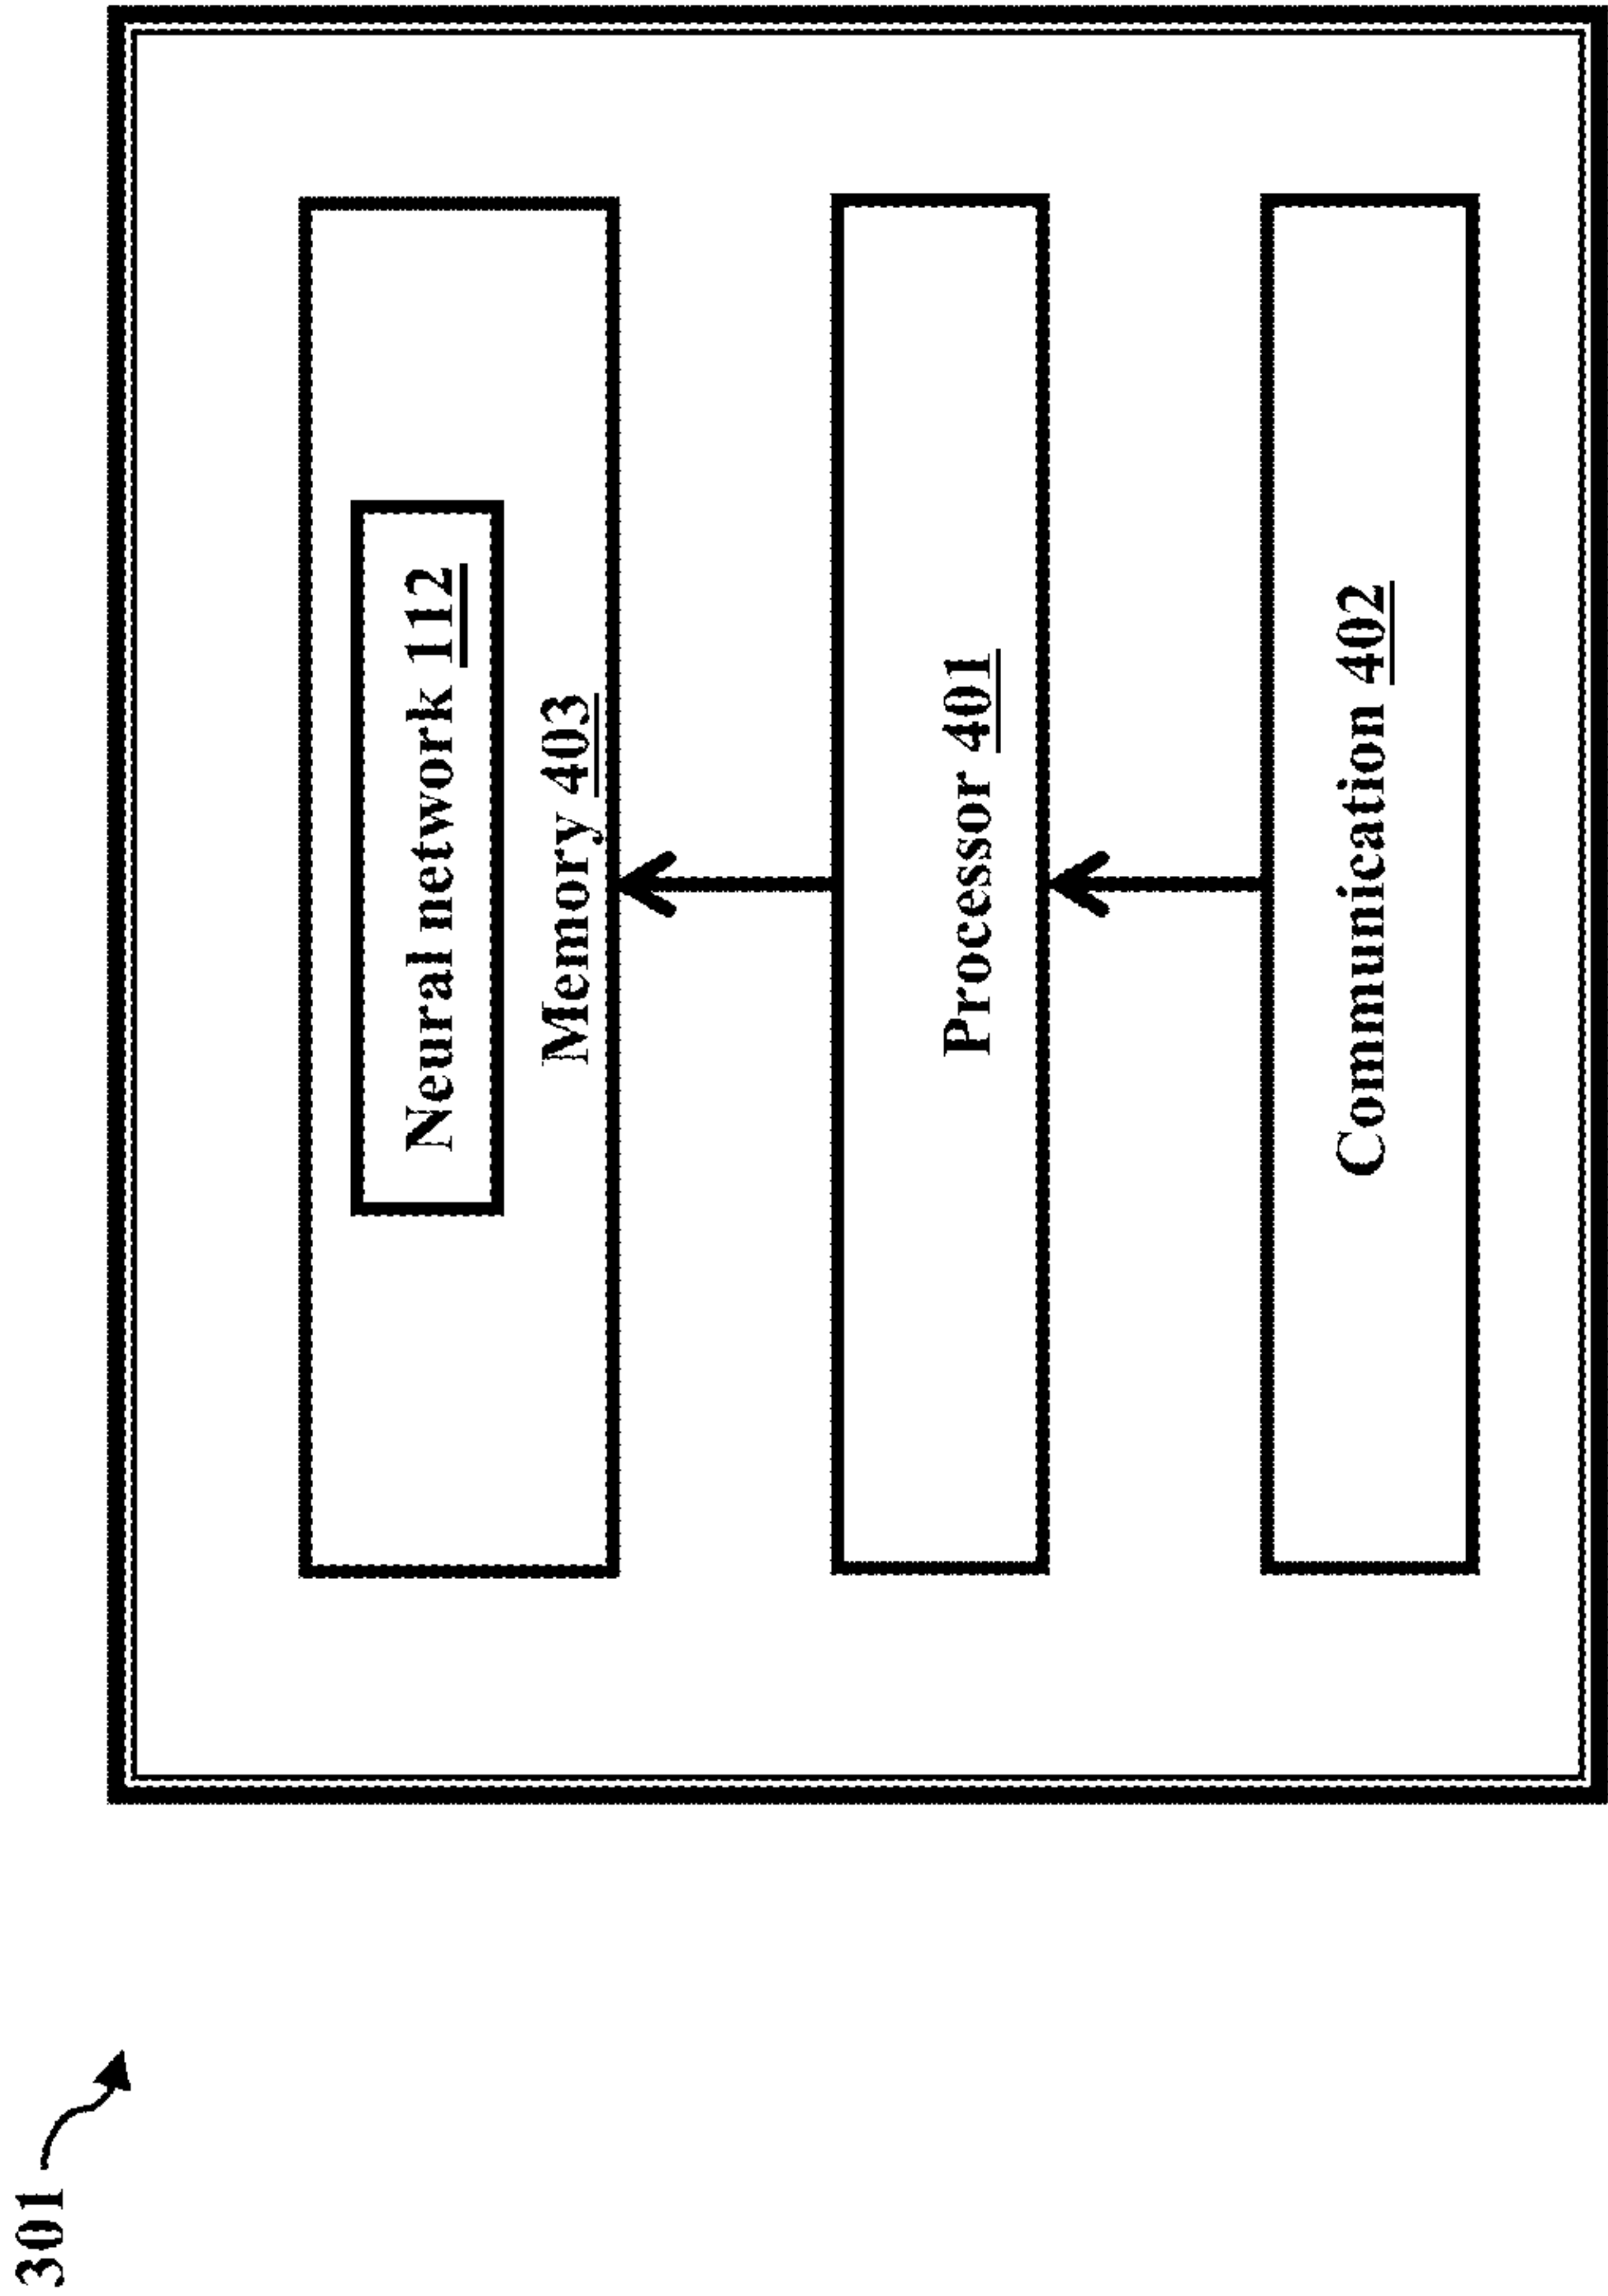 301
Neural network 112
Memory 403
Processor 401
Communication 402